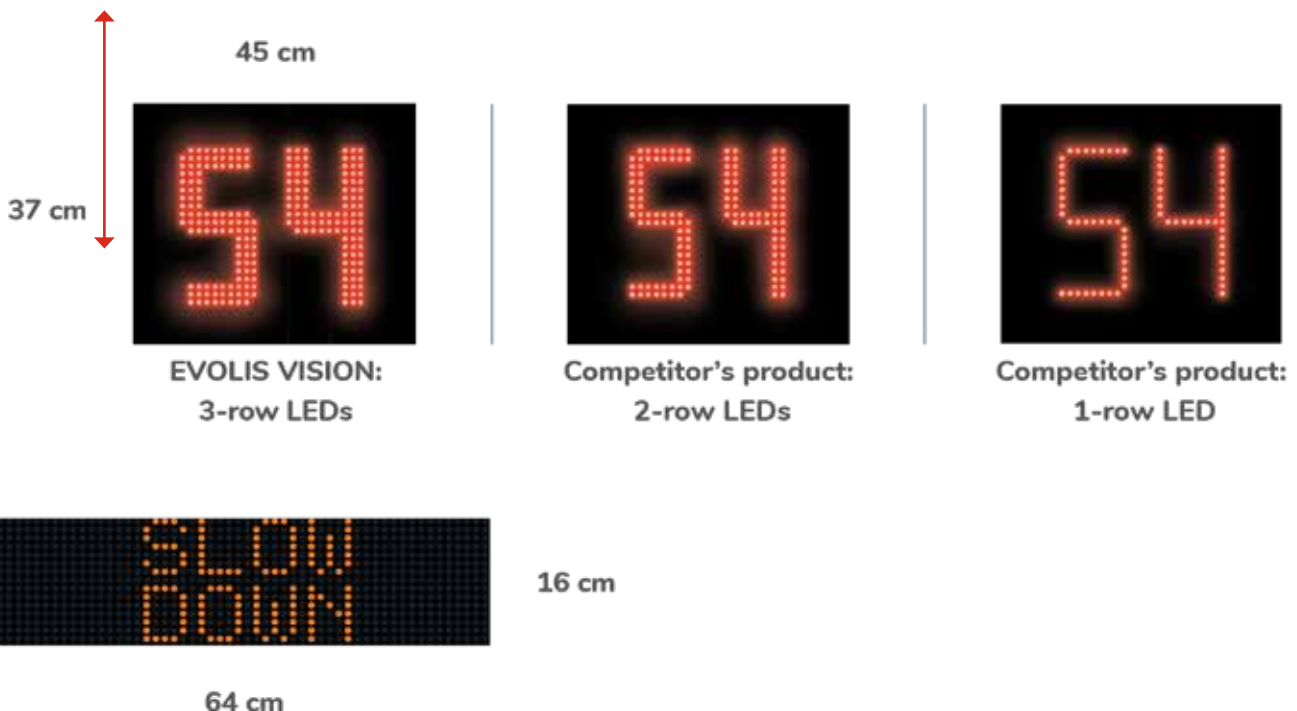 45 cm
37 cm
54
54
54
EVOLIS VISION:
3-row LEDs
Competitor's product:
2-row LEDs
Competitor's product:
1-row LED
SLOW
DOWN
16 cm
64 cm